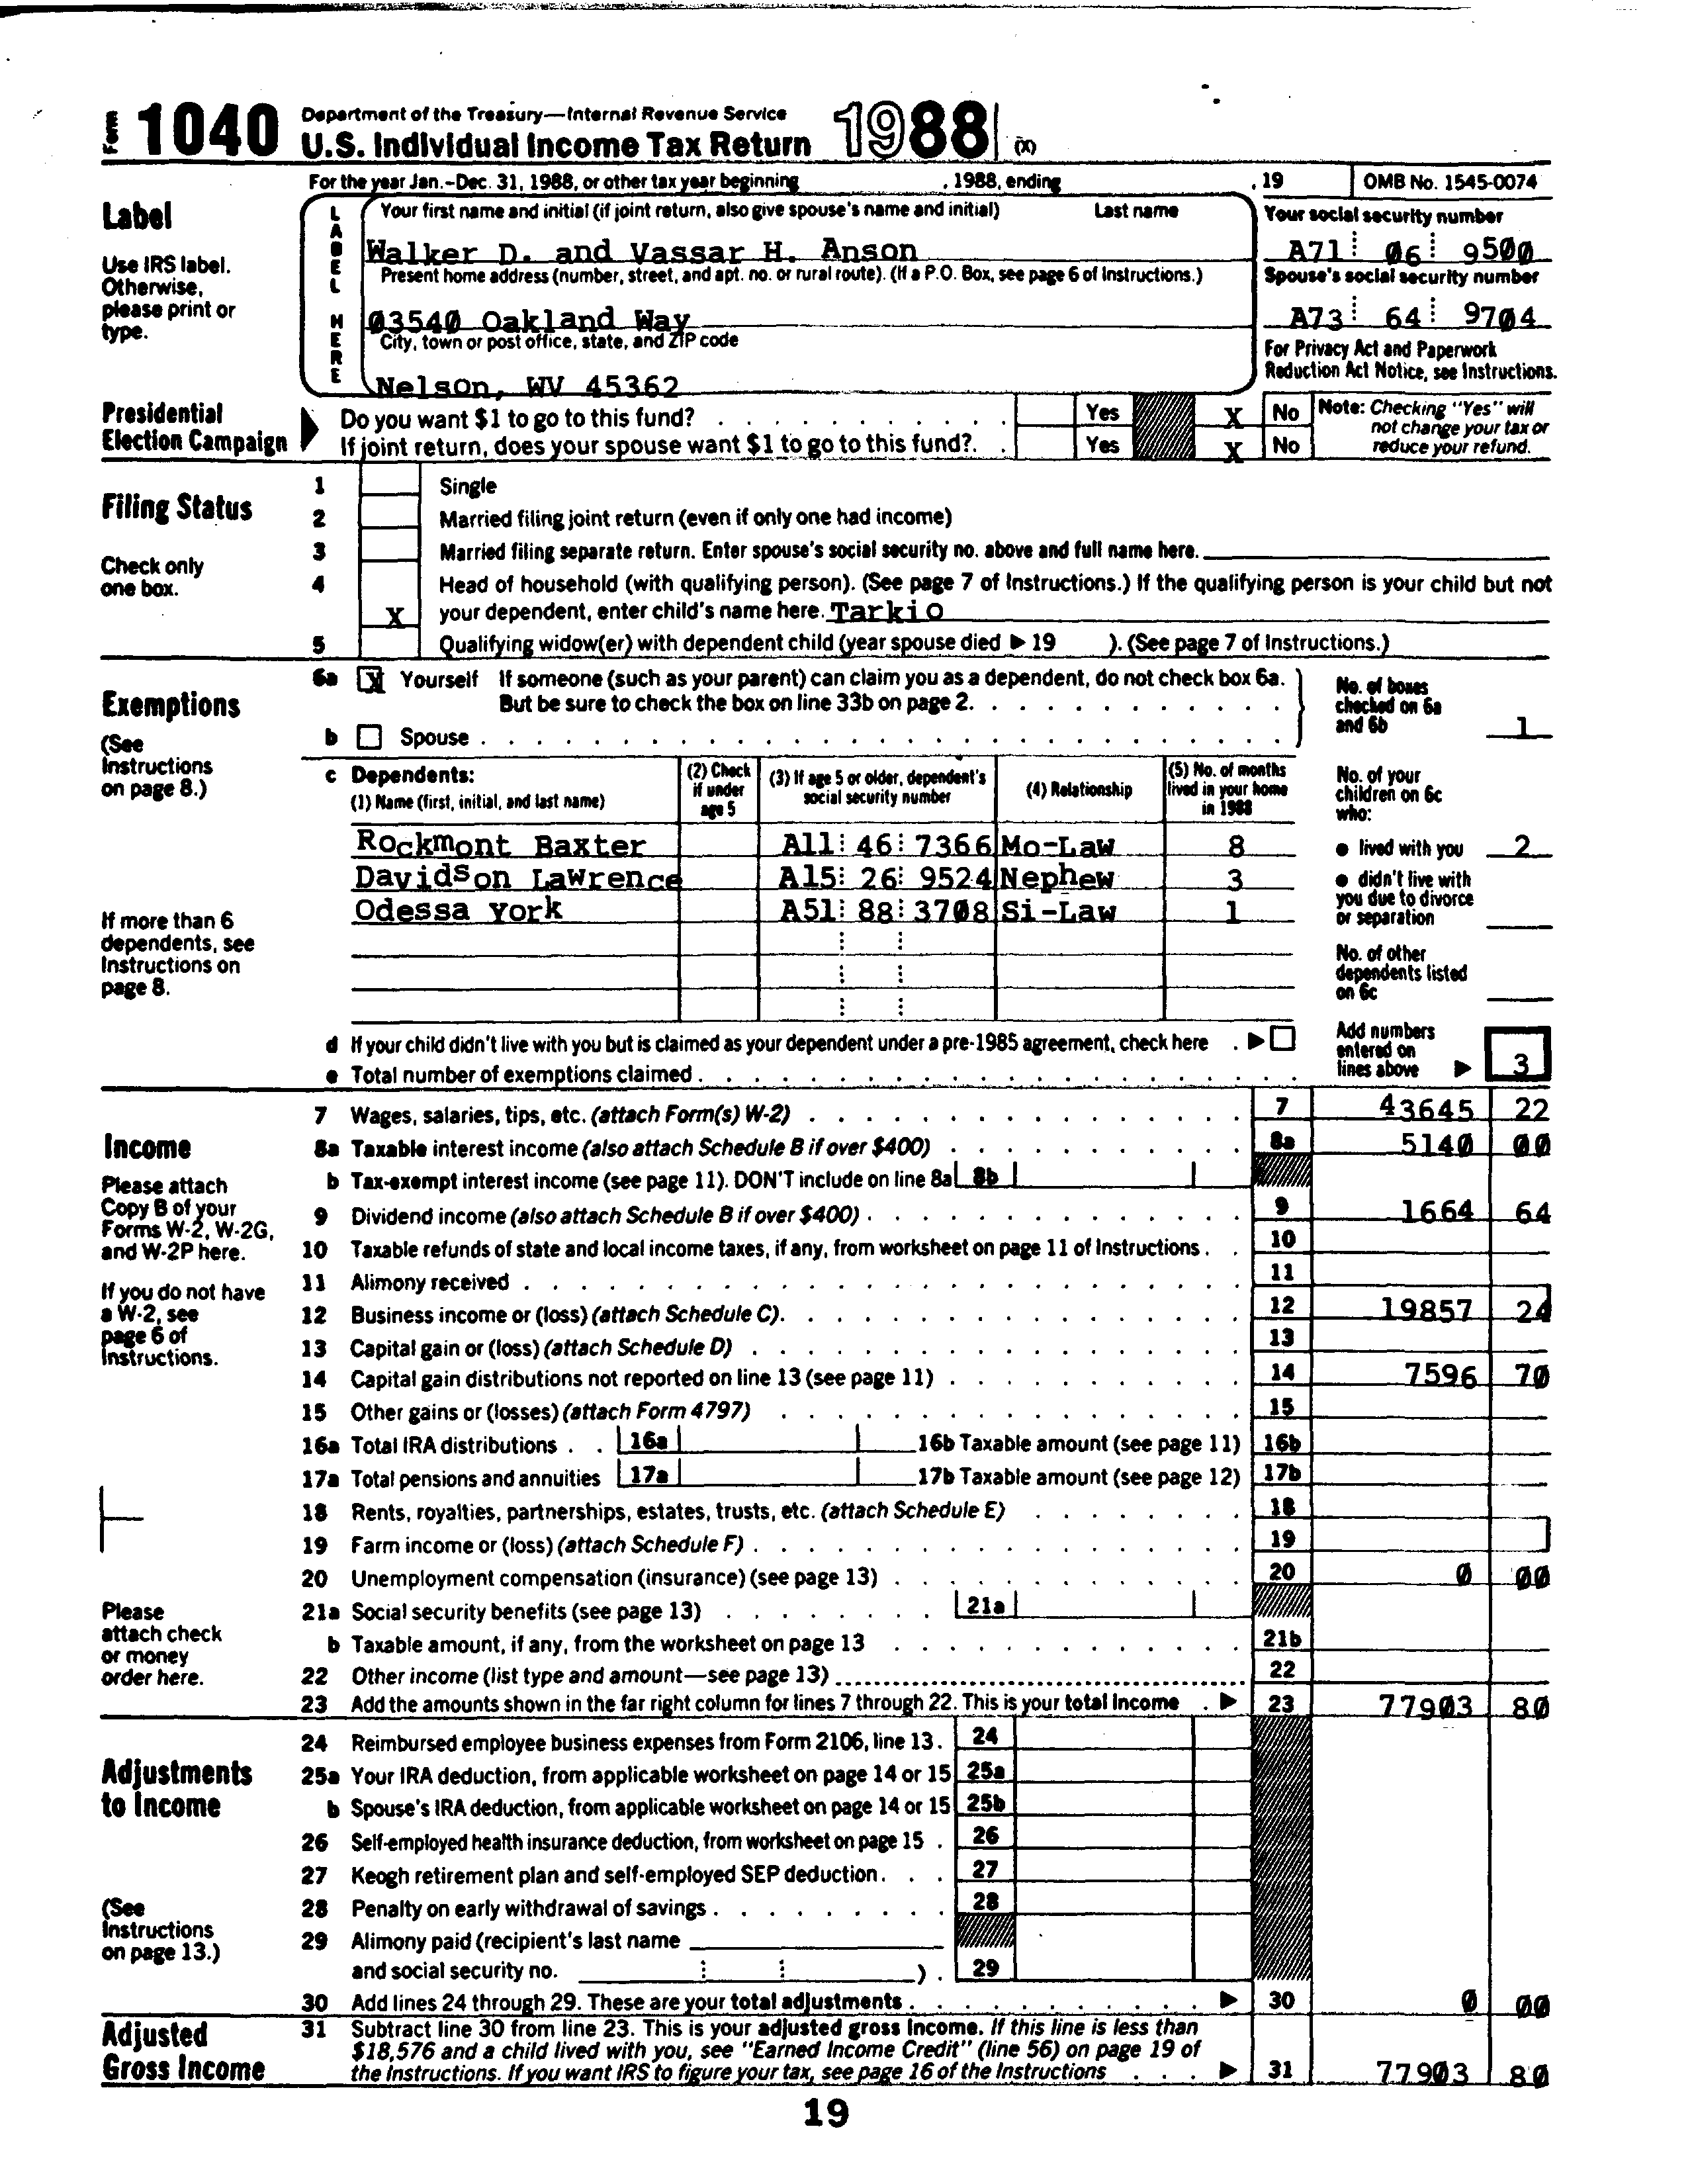 Form 1040 Department of the Treasury—Internal Revenue Service
U.S. Individual Income Tax Return 1988 (X)
For the year Jan.-Dec. 31, 1988, or other tax year beginning , 1988, ending , 19 OMB No. 1545-0074
Label
Use IRS label. Otherwise, please print or type.
LABEL HERE
Your first name and initial (if joint return, also give spouse's name and initial) Last name
Walker D. and Vassar H. Anson
Present home address (number, street, and apt. no. or rural route). (If a P.O. Box, see page 6 of Instructions.)
03540 Oakland Way
City, town or post office, state, and ZIP code
Nelson, WV 45362
Your social security number
A71 06 9500
Spouse's social security number
A73 64 9704
For Privacy Act and Paperwork
Reduction Act Notice, see Instructions.
Presidential
Election Campaign
Do you want $1 to go to this fund? Yes X No
If joint return, does your spouse want $1 to go to this fund?. Yes X No
Note: Checking "Yes" will
not change your tax or
reduce your refund.
Filing Status
Check only
one box.
1 Single
2 Married filing joint return (even if only one had income)
3 Married filing separate return. Enter spouse's social security no. above and full name here.
4 Head of household (with qualifying person). (See page 7 of Instructions.) If the qualifying person is your child but not
X your dependent, enter child's name here. Tarkio
5 Qualifying widow(er) with dependent child (year spouse died ▶ 19 ). (See page 7 of Instructions.)
Exemptions
(See
Instructions
on page 8.)
6a X Yourself If someone (such as your parent) can claim you as a dependent, do not check box 6a.
But be sure to check the box on line 33b on page 2.
b Spouse
No. of boxes
checked on 6a
and 6b 1
c Dependents:
(1) Name (first, initial, and last name)
(2) Check
if under
age 5
(3) If age 5 or older, dependent's
social security number
(4) Relationship
(5) No. of months
lived in your home
in 1988
Rockmont Baxter A11 46 7366 Mo-Law 8
Davidson Lawrence A15 26 9524 Nephew 3
Odessa York A51 88 3708 Si-Law 1
If more than 6
dependents, see
Instructions on
page 8.
No. of your
children on 6c
who:
● lived with you 2
● didn't live with
you due to divorce
or separation
No. of other
dependents listed
on 6c
d If your child didn't live with you but is claimed as your dependent under a pre-1985 agreement, check here . ▶
e Total number of exemptions claimed
Add numbers
entered on
lines above ▶ 3
Income
Please attach
Copy B of your
Forms W-2, W-2G,
and W-2P here.
If you do not have
a W-2, see
page 6 of
Instructions.
7 Wages, salaries, tips, etc. (attach Form(s) W-2) 7 43645 22
8a Taxable interest income (also attach Schedule B if over $400) 8a 5140 00
b Tax-exempt interest income (see page 11). DON'T include on line 8a 8b
9 Dividend income (also attach Schedule B if over $400) 9 1664 64
10 Taxable refunds of state and local income taxes, if any, from worksheet on page 11 of Instructions 10
11 Alimony received 11
12 Business income or (loss) (attach Schedule C) 12 19857 24
13 Capital gain or (loss) (attach Schedule D) 13
14 Capital gain distributions not reported on line 13 (see page 11) 14 7596 70
15 Other gains or (losses) (attach Form 4797) 15
16a Total IRA distributions 16a 16b Taxable amount (see page 11) 16b
17a Total pensions and annuities 17a 17b Taxable amount (see page 12) 17b
18 Rents, royalties, partnerships, estates, trusts, etc. (attach Schedule E) 18
19 Farm income or (loss) (attach Schedule F) 19
20 Unemployment compensation (insurance) (see page 13) 20 0 00
Please
attach check
or money
order here.
21a Social security benefits (see page 13) 21a
b Taxable amount, if any, from the worksheet on page 13 21b
22 Other income (list type and amount—see page 13) 22
23 Add the amounts shown in the far right column for lines 7 through 22. This is your total income ▶ 23 77903 80
Adjustments
to Income
(See
Instructions
on page 13.)
24 Reimbursed employee business expenses from Form 2106, line 13. 24
25a Your IRA deduction, from applicable worksheet on page 14 or 15 25a
b Spouse's IRA deduction, from applicable worksheet on page 14 or 15 25b
26 Self-employed health insurance deduction, from worksheet on page 15 26
27 Keogh retirement plan and self-employed SEP deduction 27
28 Penalty on early withdrawal of savings 28
29 Alimony paid (recipient's last name
and social security no. ). 29
30 Add lines 24 through 29. These are your total adjustments ▶ 30 0 00
Adjusted
Gross Income
31 Subtract line 30 from line 23. This is your adjusted gross income. If this line is less than
$18,576 and a child lived with you, see "Earned Income Credit" (line 56) on page 19 of
the Instructions. If you want IRS to figure your tax, see page 16 of the Instructions ▶ 31 77903 80
19